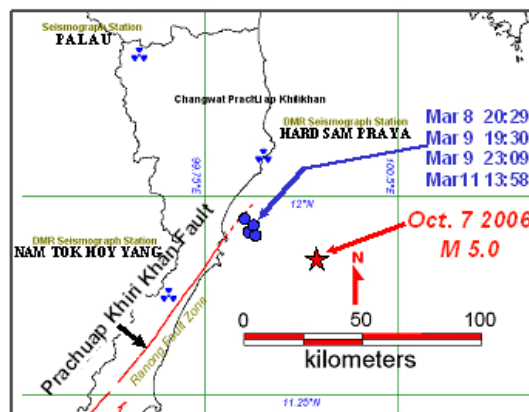 Seismograph Station
PALAU
Changwat Prachuap Khilikhan
DMR Seismograph Station
HARD SAM PRAYA
Mar 8 20:29
Mar 9 19:30
Mar 9 23:09
Mar11 13:58
99.75°E
100.5°E
12°N
Oct. 7 2006
M 5.0
DMR Seismograph Station
NAM TOK HOY YANG
Prachuap Khiri Khan Fault
Ranong Fault Zone
N
0 50 100
kilometers
11.25°N